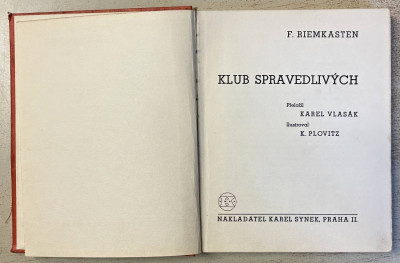 F. RIEMKASTEN
KLUB SPRAVEDLIVÝCH
Přeložil
KAREL VLASÁK
Ilustroval
K. PLOVITZ
NAKLADATEL KAREL SYNEK, PRAHA II.